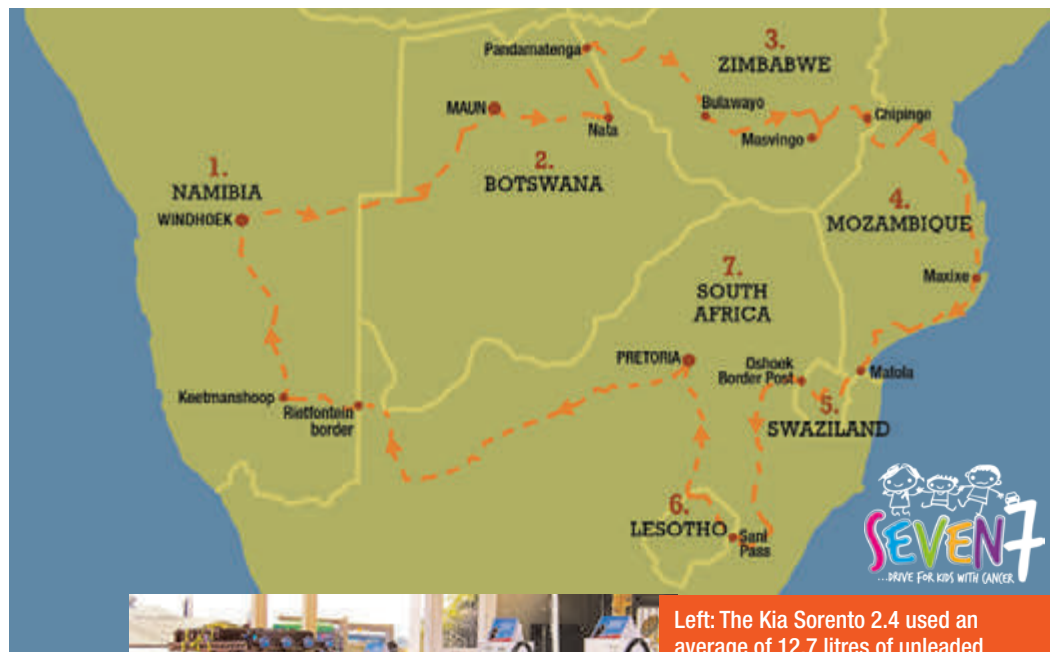 Pandamatenga
3.
ZIMBABWE
MAUN
Nata
Bulawayo
Masvingo
Chipinge
1.
NAMIBIA
WINDHOEK
2.
BOTSWANA
4.
MOZAMBIQUE
Maxixe
7.
SOUTH
AFRICA
PRETORIA
Oshoek
Border Post
Matola
Keetmanshoop
Rietfontein
border
5.
SWAZILAND
6.
LESOTHO
Sani
Pass
SEVEN7
...DRIVE FOR KIDS WITH CANCER
Left: The Kia Sorento 2.4 used an
average of 12.7 litres of unleaded